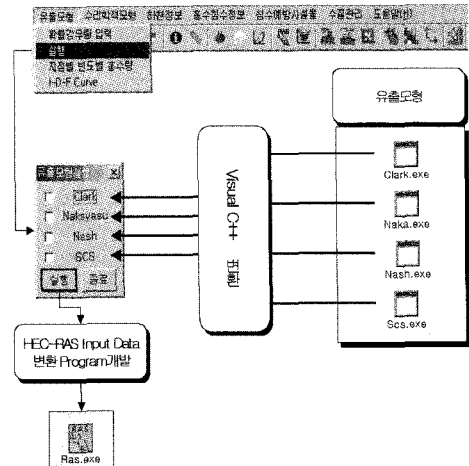 유출모형 수리학적모형 하천정보 홍수침수정보 침수예방시설물 수문관리 도움말(H)
확률강우량 입력
실행
지점별 빈도별 홍수량
I-D-F Curve
유출모형
Clark.exe
Naka.exe
Nash.exe
Scs.exe
Visual C++
유출모형
Clark
Nakayasu
Nash
SCS
실행 종료
HEC-RAS Input Data
변환 Program개발
Ras.exe